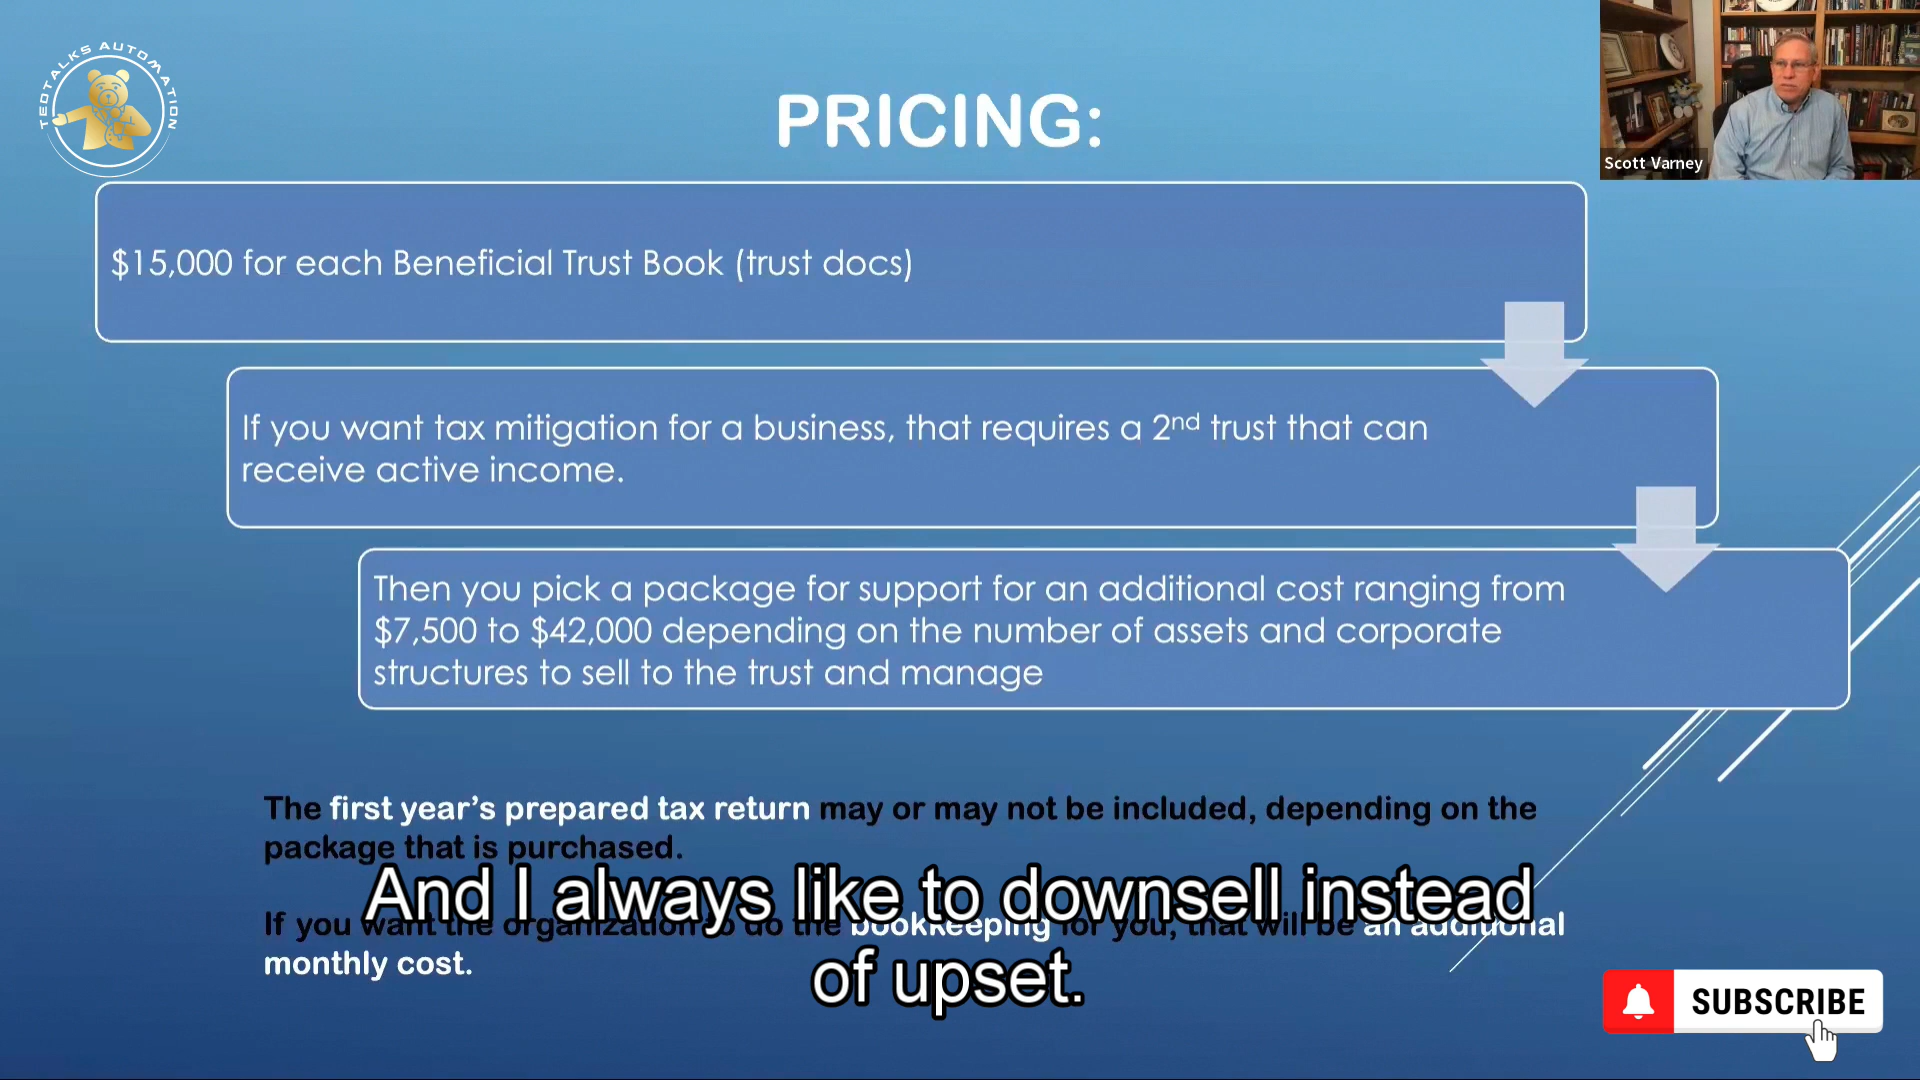 TEDTALKS AUTOMATION
PRICING:
Scott Varney
$15,000 for each Beneficial Trust Book (trust docs)
If you want tax mitigation for a business, that requires a 2nd trust that can
receive active income.
Then you pick a package for support for an additional cost ranging from
$7,500 to $42,000 depending on the number of assets and corporate
structures to sell to the trust and manage
The first year's prepared tax return may or may not be included, depending on the
package that is purchased.
If you want the organization to do the bookkeeping for you, that will be an additional
monthly cost.
And I always like to downsell instead
of upset.
SUBSCRIBE